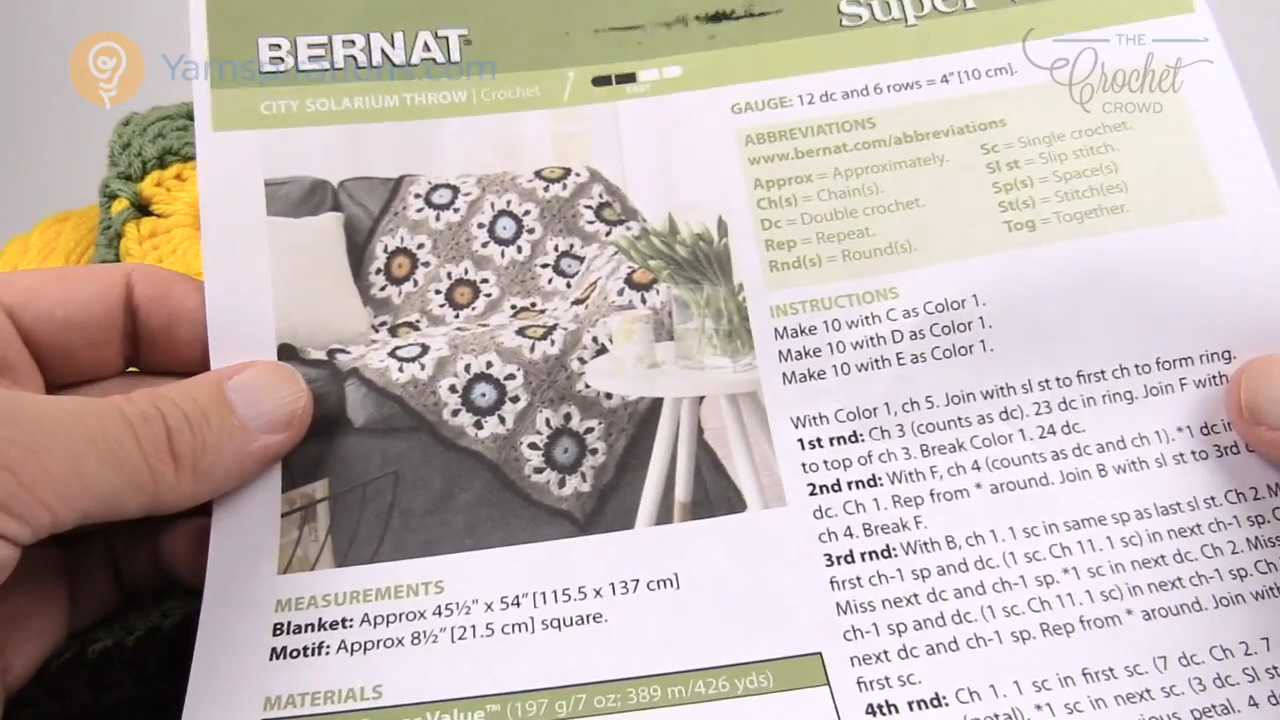 BERNAT
Super
Yarnspirations.com
THE
Crochet
CROWD
CITY SOLARIUM THROW | Crochet
EASY
GAUGE: 12 dc and 6 rows = 4" [10 cm].
ABBREVIATIONS
www.bernat.com/abbreviations
Approx = Approximately.
Ch(s) = Chain(s).
Dc = Double crochet.
Rep = Repeat.
Rnd(s) = Round(s).
Sc = Single crochet.
Sl st = Slip stitch.
Sp(s) = Space(s)
St(s) = Stitch(es)
Tog = Together.
INSTRUCTIONS
Make 10 with C as Color 1.
Make 10 with D as Color 1.
Make 10 with E as Color 1.
With Color 1, ch 5. Join with sl st to first ch to form ring.
1st rnd: Ch 3 (counts as dc). 23 dc in ring. Join F with
to top of ch 3. Break Color 1. 24 dc.
2nd rnd: With F, ch 4 (counts as dc and ch 1). *1 dc in
dc. Ch 1. Rep from * around. Join B with sl st to 3rd
ch 4. Break F.
3rd rnd: With B, ch 1. 1 sc in same sp as last sl st. Ch 2.
first ch-1 sp and dc. (1 sc. Ch 11. 1 sc) in next ch-1 sp.
Miss next dc and ch-1 sp. *1 sc in next dc. Ch 2. Miss
ch-1 sp and dc. (1 sc. Ch 11. 1 sc) in next ch-1 sp. Ch
next dc and ch-1 sp. Rep from * around. Join with
first sc.
4th rnd: Ch 1. 1 sc in first sc. (7 dc. Ch 2. 7
petal). *1 sc in next sc. (3 dc. Sl st
petal. 4 d
MEASUREMENTS
Blanket: Approx 45½" x 54" [115.5 x 137 cm]
Motif: Approx 8½" [21.5 cm] square.
MATERIALS
Value™ (197 g/7 oz; 389 m/426 yds)